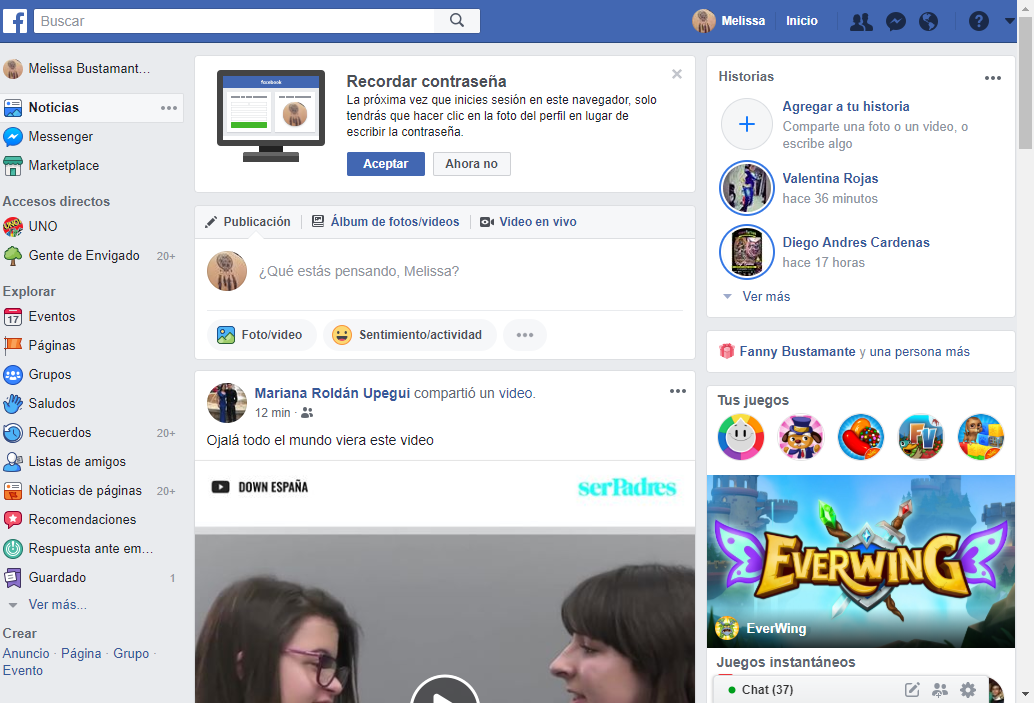 Buscar
Melissa
Inicio
Melissa Bustamant...
Noticias
Messenger
Marketplace
Accesos directos
UNO
Gente de Envigado 20+
Explorar
Eventos
Páginas
Grupos
Saludos
Recuerdos 20+
Listas de amigos
Noticias de páginas 20+
Recomendaciones
Respuesta ante em...
Guardado 1
Ver más...
Crear
Anuncio · Página · Grupo ·
Evento
facebook
Recordar contraseña
La próxima vez que inicies sesión en este navegador, solo
tendrás que hacer clic en la foto del perfil en lugar de
escribir la contraseña.
Aceptar
Ahora no
Publicación
Álbum de fotos/videos
Video en vivo
¿Qué estás pensando, Melissa?
Foto/video
Sentimiento/actividad
Mariana Roldán Upegui compartió un video.
12 min ·
Ojalá todo el mundo viera este video
DOWN ESPAÑA
serPadres
Historias
Agregar a tu historia
Comparte una foto o un video, o
escribe algo
Valentina Rojas
hace 36 minutos
Diego Andres Cardenas
hace 17 horas
Ver más
Fanny Bustamante y una persona más
Tus juegos
EVERWING
EverWing
Juegos instantáneos
Chat (37)